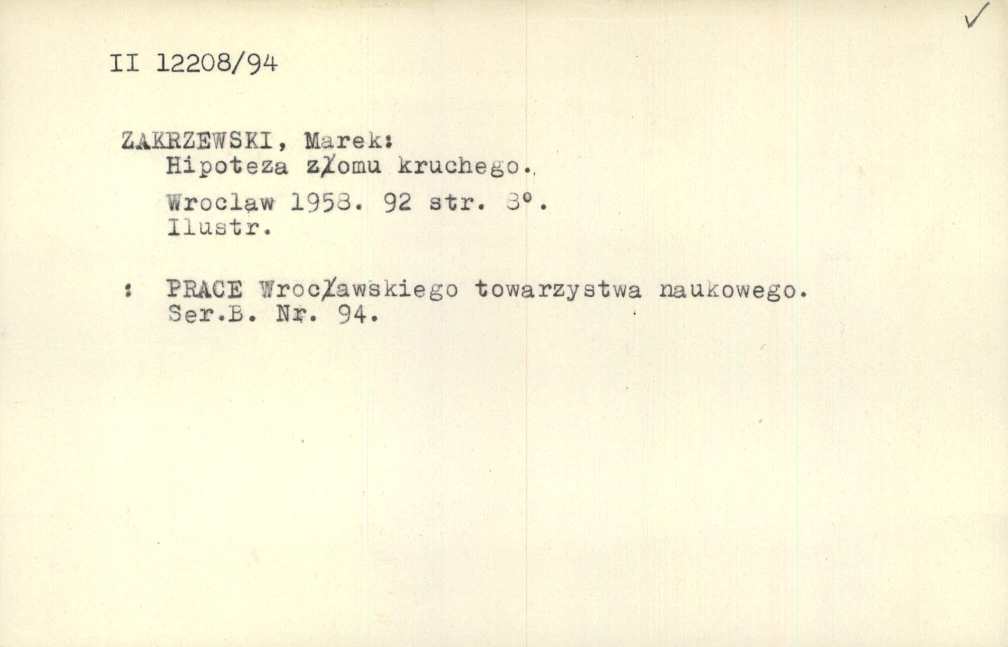 II 12208/94
ZAKRZEWSKI, Marek:
Hipoteza złomu kruchego.
Wroclaw 1958. 92 str. 8°.
Ilustr.
: PRACE Wrocławskiego towarzystwa naukowego.
Ser.B. Nr. 94.